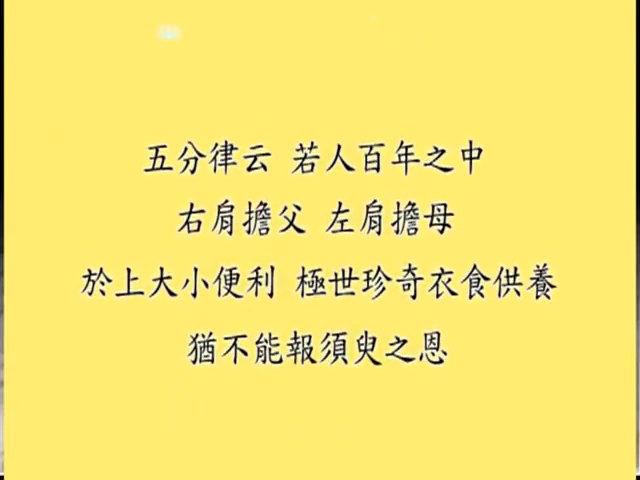 五分律云 若人百年之中
右肩擔父 左肩擔母
於上大小便利 極世珍奇衣食供養
猶不能報須臾之恩